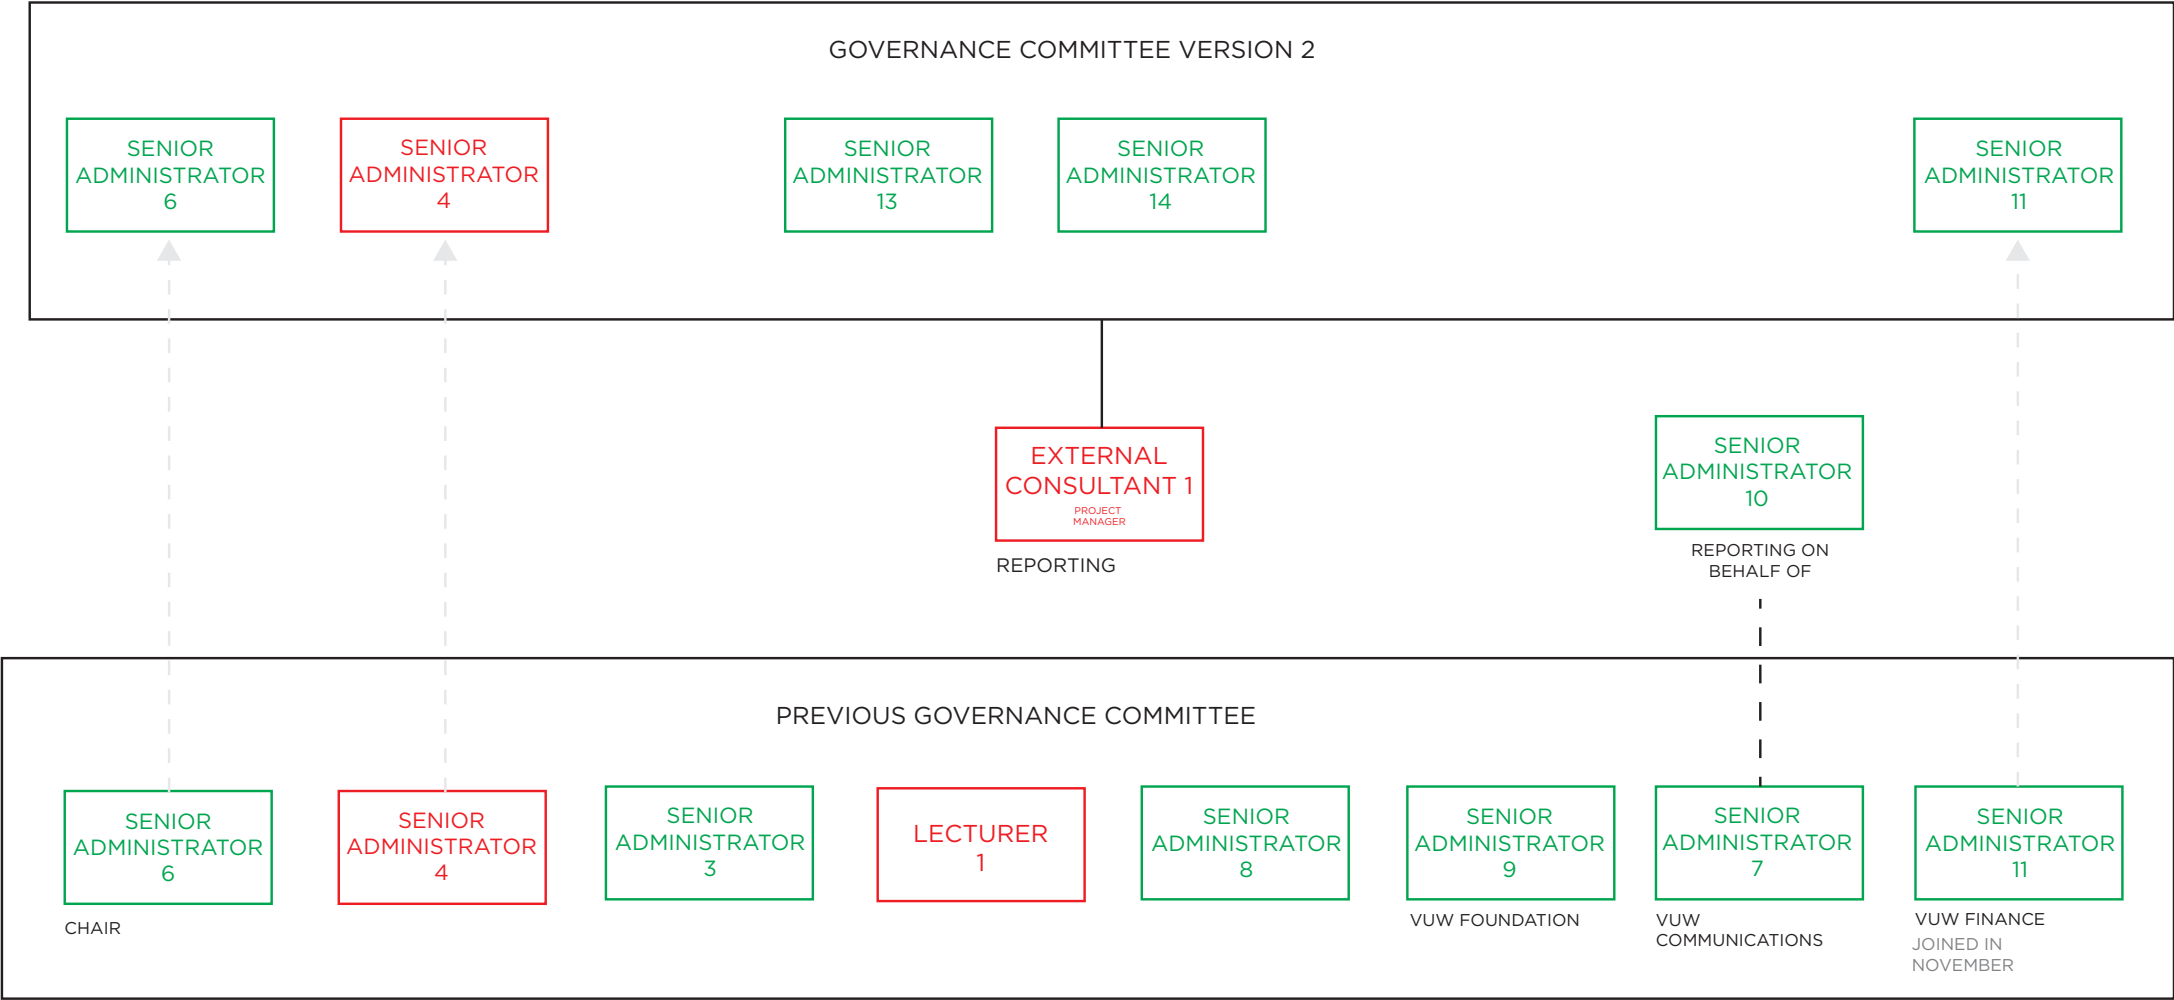 GOVERNANCE COMMITTEE VERSION 2
SENIOR
ADMINISTRATOR
6
SENIOR
ADMINISTRATOR
4
SENIOR
ADMINISTRATOR
13
SENIOR
ADMINISTRATOR
14
SENIOR
ADMINISTRATOR
11
EXTERNAL
CONSULTANT 1
PROJECT
MANAGER
REPORTING
SENIOR
ADMINISTRATOR
10
REPORTING ON
BEHALF OF
PREVIOUS GOVERNANCE COMMITTEE
SENIOR
ADMINISTRATOR
6
CHAIR
SENIOR
ADMINISTRATOR
4
SENIOR
ADMINISTRATOR
3
LECTURER
1
SENIOR
ADMINISTRATOR
8
SENIOR
ADMINISTRATOR
9
VUW FOUNDATION
SENIOR
ADMINISTRATOR
7
VUW
COMMUNICATIONS
SENIOR
ADMINISTRATOR
11
VUW FINANCE
JOINED IN
NOVEMBER